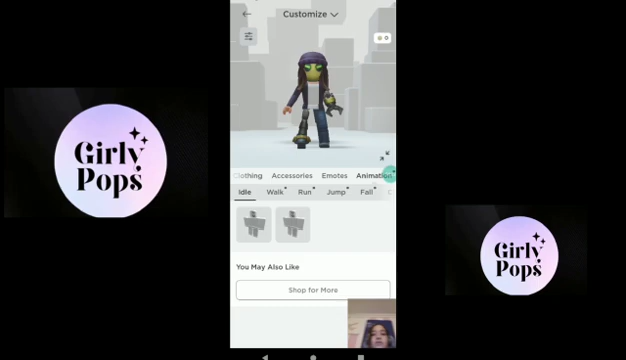 Customize
0
Girly
Pops
Clothing Accessories Emotes Animation
Idle Walk Run Jump Fall
You May Also Like
Shop for More
Girly
Pops